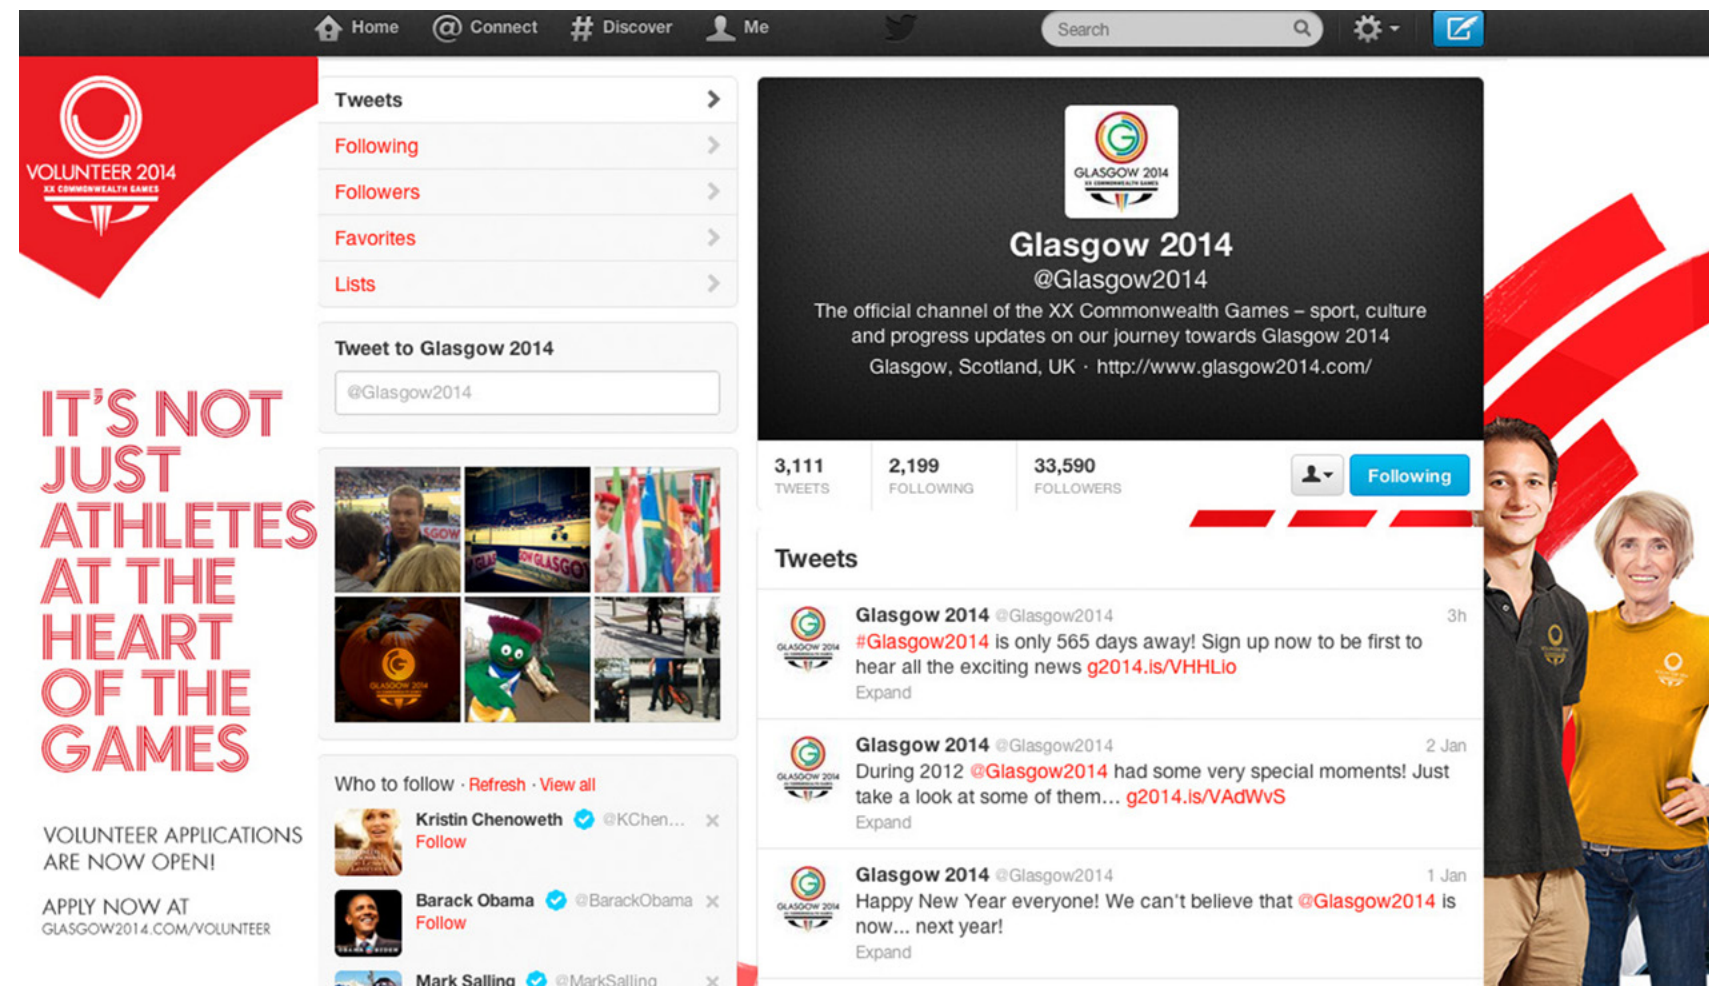 Home
Connect
Discover
Me
Search
VOLUNTEER 2014
XX COMMONWEALTH GAMES
IT'S NOT
JUST
ATHLETES
AT THE
HEART
OF THE
GAMES
VOLUNTEER APPLICATIONS
ARE NOW OPEN!
APPLY NOW AT
GLASGOW2014.COM/VOLUNTEER
Tweets
Following
Followers
Favorites
Lists
Tweet to Glasgow 2014
@Glasgow2014
Who to follow · Refresh · View all
Kristin Chenoweth @KChen...
Follow
Barack Obama @BarackObama
Follow
Mark Salling @MarkSalling
GLASGOW 2014
XX COMMONWEALTH GAMES
Glasgow 2014
@Glasgow2014
The official channel of the XX Commonwealth Games – sport, culture
and progress updates on our journey towards Glasgow 2014
Glasgow, Scotland, UK · http://www.glasgow2014.com/
3,111
TWEETS
2,199
FOLLOWING
33,590
FOLLOWERS
Following
Tweets
Glasgow 2014 @Glasgow2014 3h
#Glasgow2014 is only 565 days away! Sign up now to be first to
hear all the exciting news g2014.is/VHHLio
Expand
Glasgow 2014 @Glasgow2014 2 Jan
During 2012 @Glasgow2014 had some very special moments! Just
take a look at some of them... g2014.is/VAdWvS
Expand
Glasgow 2014 @Glasgow2014 1 Jan
Happy New Year everyone! We can't believe that @Glasgow2014 is
now... next year!
Expand